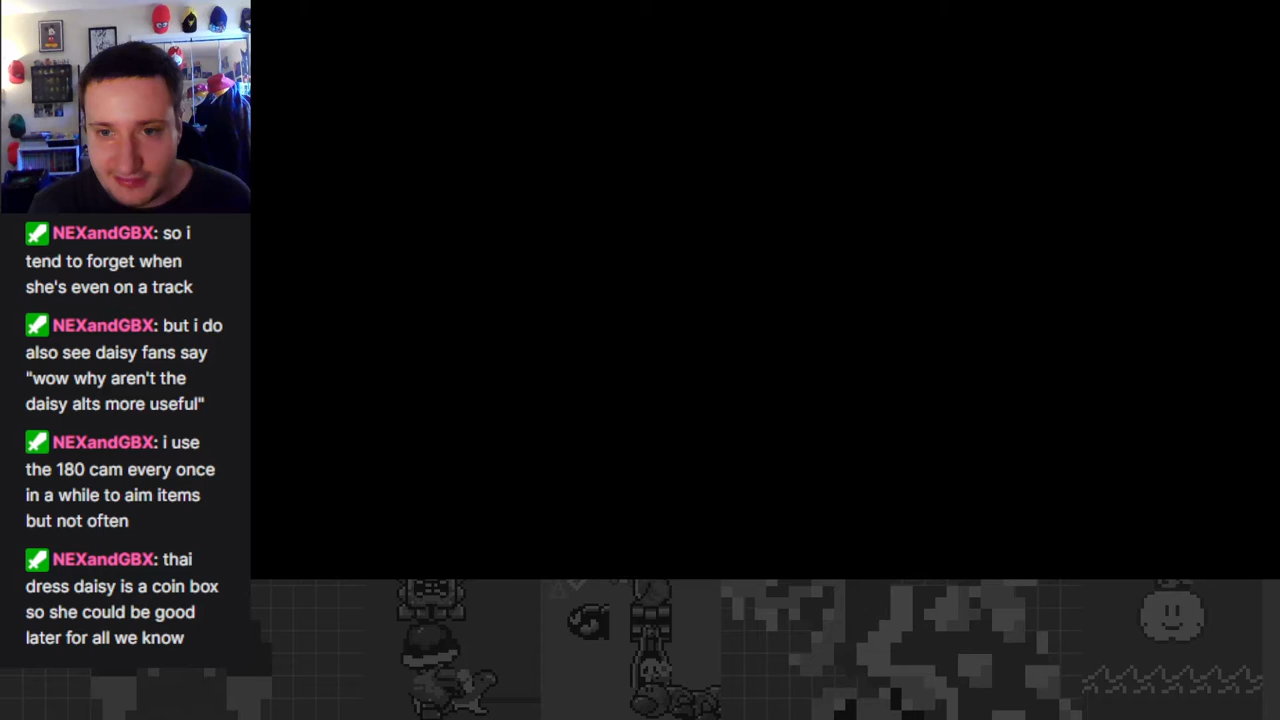 NEXandGBX: so i
tend to forget when
she's even on a track
NEXandGBX: but i do
also see daisy fans say
"wow why aren't the
daisy alts more useful"
NEXandGBX: i use
the 180 cam every once
in a while to aim items
but not often
NEXandGBX: thai
dress daisy is a coin box
so she could be good
later for all we know